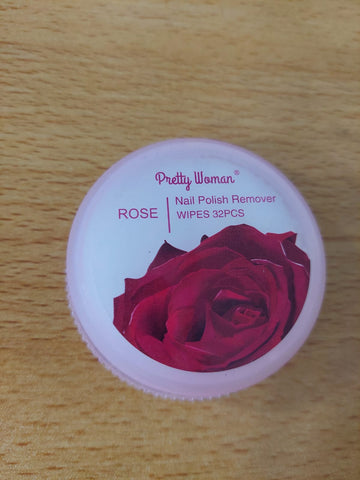 Pretty Woman®
ROSE
Nail Polish Remover
WIPES 32PCS